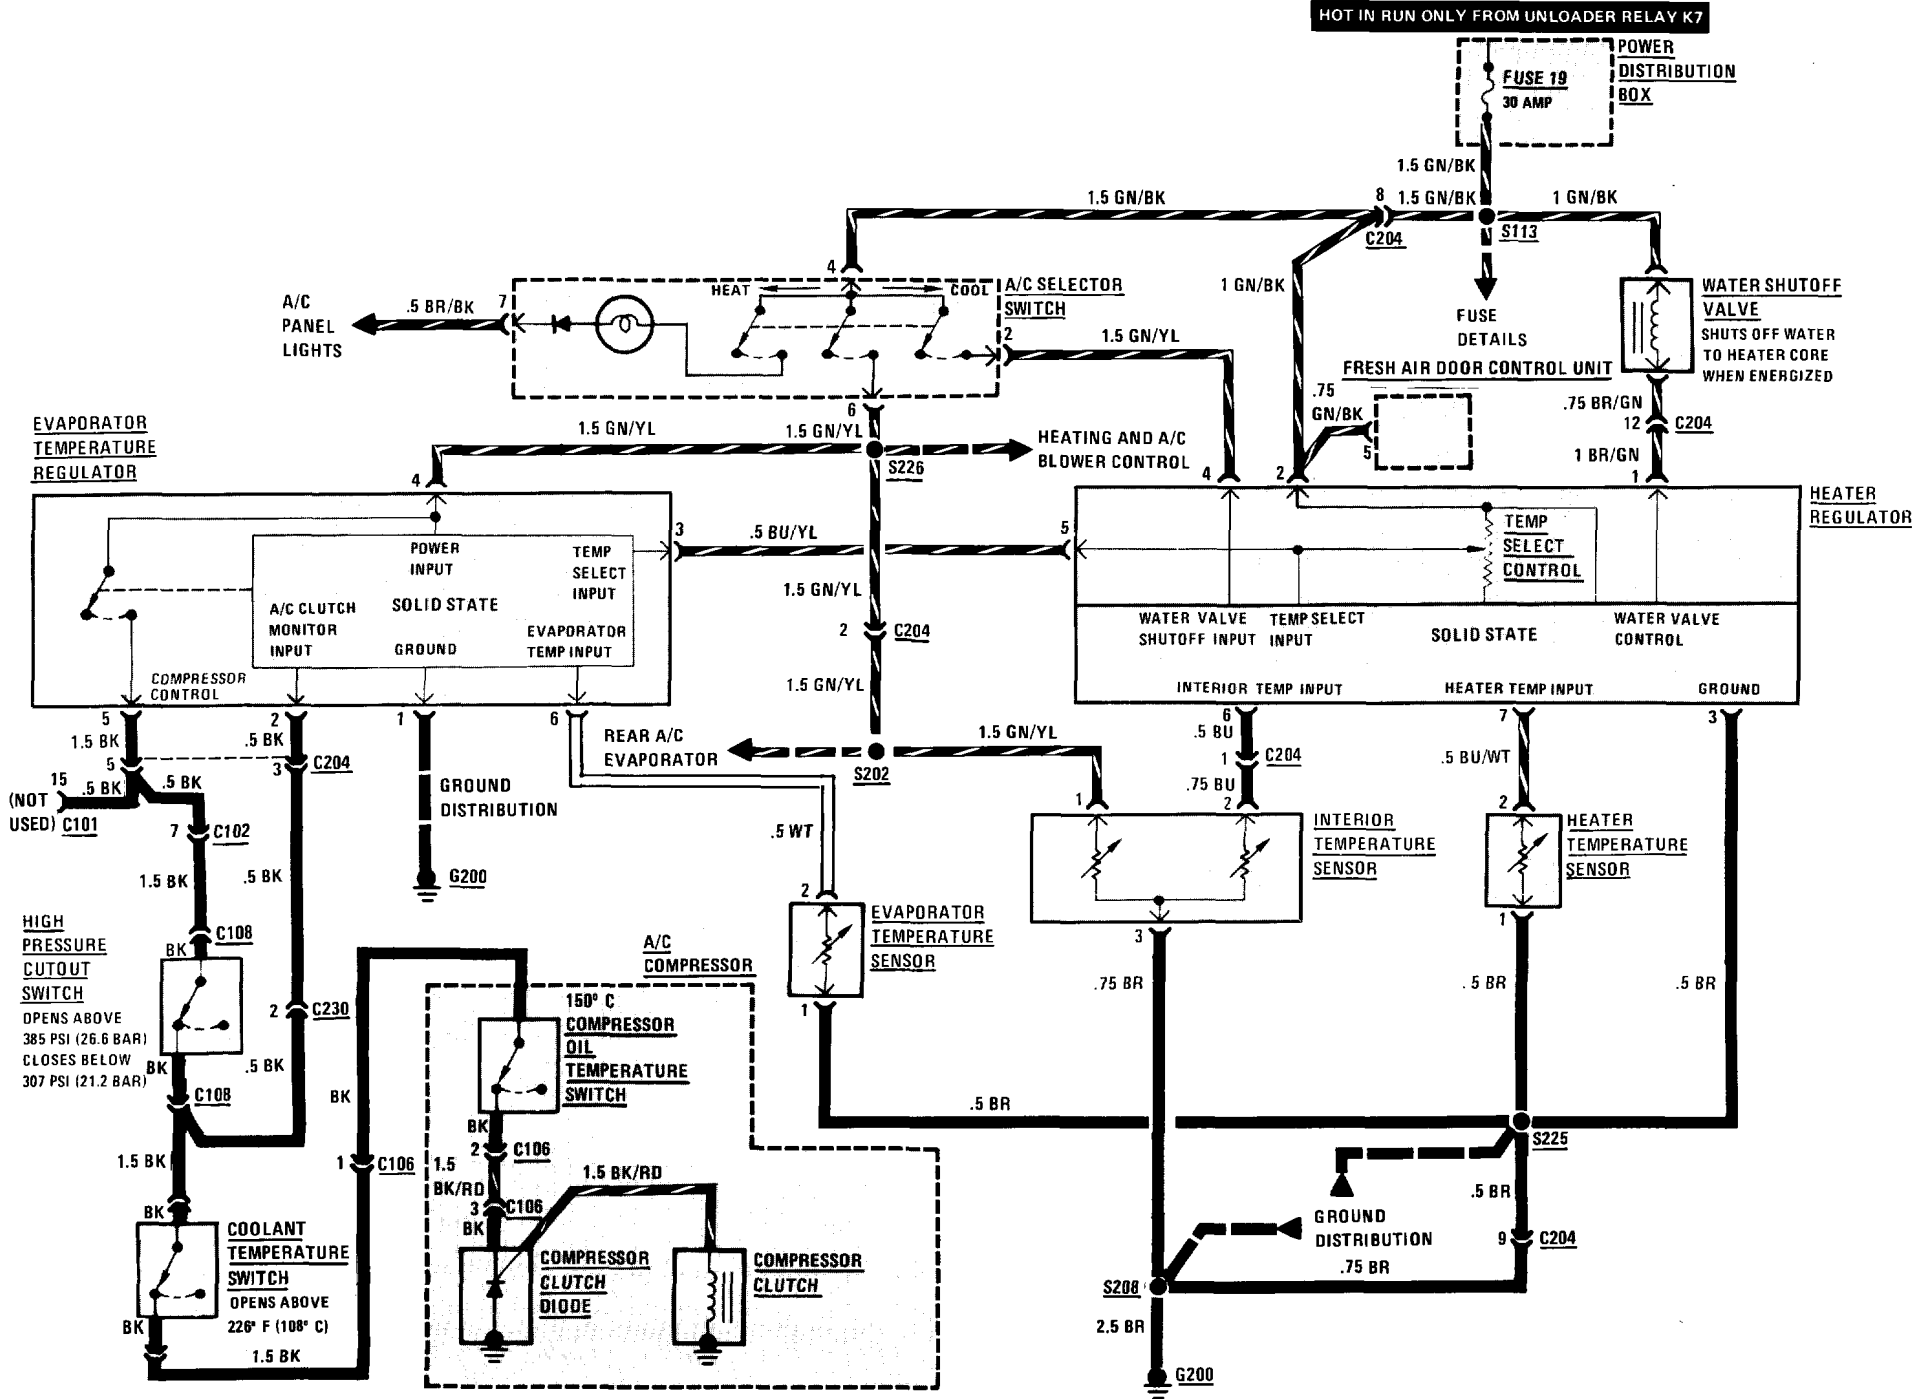 HOT IN RUN ONLY FROM UNLOADER RELAY K7
POWER
DISTRIBUTION
BOX
FUSE 19
30 AMP
1.5 GN/BK
1.5 GN/BK
8
1.5 GN/BK
1 GN/BK
C204
S113
4
1 GN/BK
HEAT
COOL
A/C SELECTOR
SWITCH
WATER SHUTOFF
VALVE
SHUTS OFF WATER
TO HEATER CORE
WHEN ENERGIZED
A/C
PANEL
LIGHTS
.5 BR/BK
7
2
1.5 GN/YL
FUSE
DETAILS
FRESH AIR DOOR CONTROL UNIT
.75
GN/BK
5
.75 BR/GN
12
C204
1 BR/GN
6
EVAPORATOR
TEMPERATURE
REGULATOR
1.5 GN/YL
1.5 GN/YL
S226
HEATING AND A/C
BLOWER CONTROL
4
4
2
1
HEATER
REGULATOR
3
.5 BU/YL
5
TEMP
SELECT
CONTROL
POWER
INPUT
TEMP
SELECT
INPUT
A/C CLUTCH
MONITOR
INPUT
SOLID STATE
GROUND
EVAPORATOR
TEMP INPUT
1.5 GN/YL
2
C204
1.5 GN/YL
WATER VALVE
SHUTOFF INPUT
TEMP SELECT
INPUT
SOLID STATE
WATER VALVE
CONTROL
INTERIOR TEMP INPUT
HEATER TEMP INPUT
GROUND
COMPRESSOR
CONTROL
5
2
1
6
6
7
3
1.5 BK
.5 BK
5
3
C204
REAR A/C
EVAPORATOR
S202
1.5 GN/YL
.5 BU
1
C204
.75 BU
.5 BU/WT
15
(NOT
USED)
C101
.5 BK
.5 BK
GROUND
DISTRIBUTION
7
C102
.5 WT
1
2
2
INTERIOR
TEMPERATURE
SENSOR
HEATER
TEMPERATURE
SENSOR
1.5 BK
.5 BK
G200
2
EVAPORATOR
TEMPERATURE
SENSOR
3
1
1
HIGH
PRESSURE
CUTOUT
SWITCH
OPENS ABOVE
385 PSI (26.6 BAR)
CLOSES BELOW
307 PSI (21.2 BAR)
C108
BK
A/C
COMPRESSOR
.75 BR
.5 BR
.5 BR
2
C230
150° C
COMPRESSOR
OIL
TEMPERATURE
SWITCH
BK
.5 BK
C108
BK
.5 BR
BK
2
C106
S225
1.5 BK
1
C106
1.5
BK/RD
1.5 BK/RD
3
C106
BK
.5 BR
BK
COOLANT
TEMPERATURE
SWITCH
OPENS ABOVE
226° F (108° C)
BK
1.5 BK
COMPRESSOR
CLUTCH
DIODE
COMPRESSOR
CLUTCH
GROUND
DISTRIBUTION
9
C204
.75 BR
S208
2.5 BR
G200